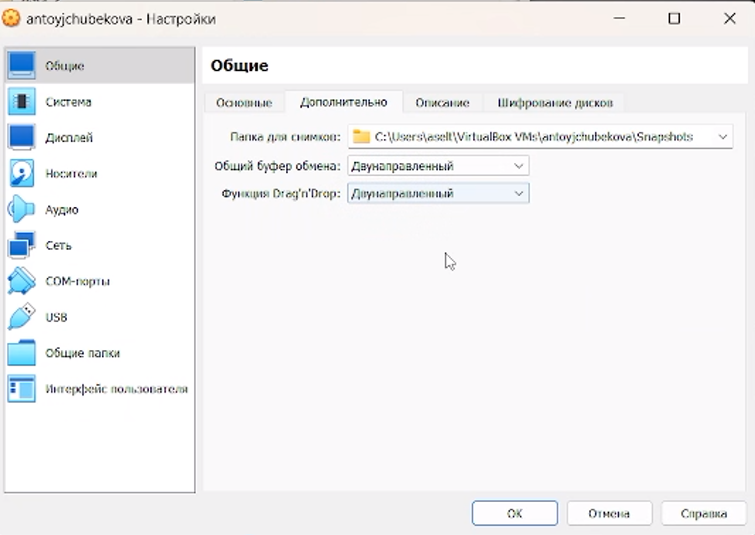 antoyjchubekova - Настройки
Общие
Система
Дисплей
Носители
Аудио
Сеть
COM-порты
USB
Общие папки
Интерфейс пользователя
Общие
Основные Дополнительно Описание Шифрование дисков
Папка для снимков: C:\Users\aselt\VirtualBox VMs\antoyjchubekova\Snapshots
Общий буфер обмена: Двунаправленный
Функция Drag'n'Drop: Двунаправленный
ОК Отмена Справка